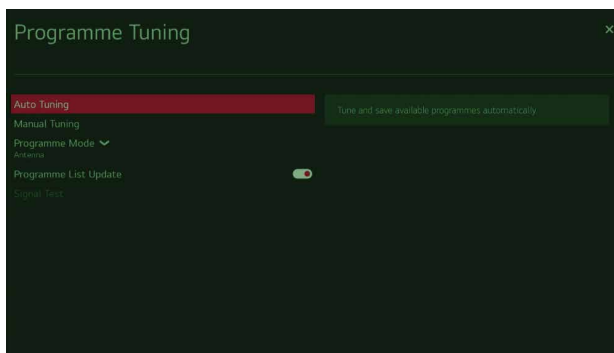 Programme Tuning
Auto Tuning
Tune and save available programmes automatically
Manual Tuning
Programme Mode
Antenna
Programme List Update
Signal Test